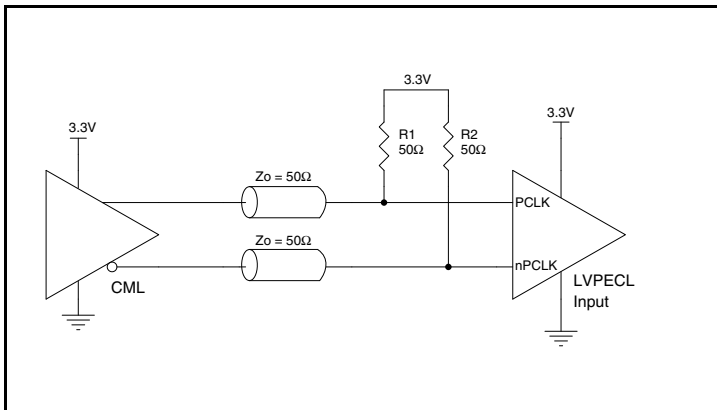 3.3V
3.3V
R1
50Ω
R2
50Ω
3.3V
Zo = 50Ω
PCLK
Zo = 50Ω
nPCLK
CML
LVPECL
Input